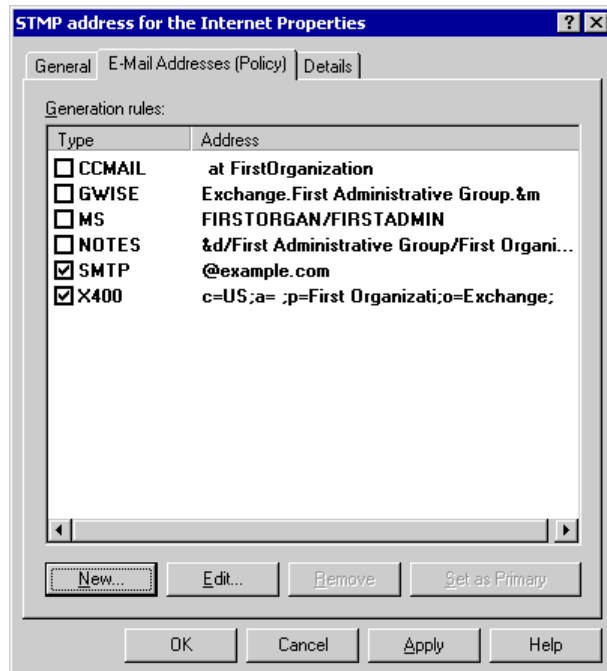 STMP address for the Internet Properties
General E-Mail Addresses (Policy) Details
Generation rules:
Type Address
CCMAIL at FirstOrganization
GWISE Exchange.First Administrative Group.&m
MS FIRSTORGAN/FIRSTADMIN
NOTES &d/First Administrative Group/First Organi...
SMTP @example.com
X400 c=US;a= ;p=First Organizati;o=Exchange;
New... Edit... Remove Set as Primary
OK Cancel Apply Help